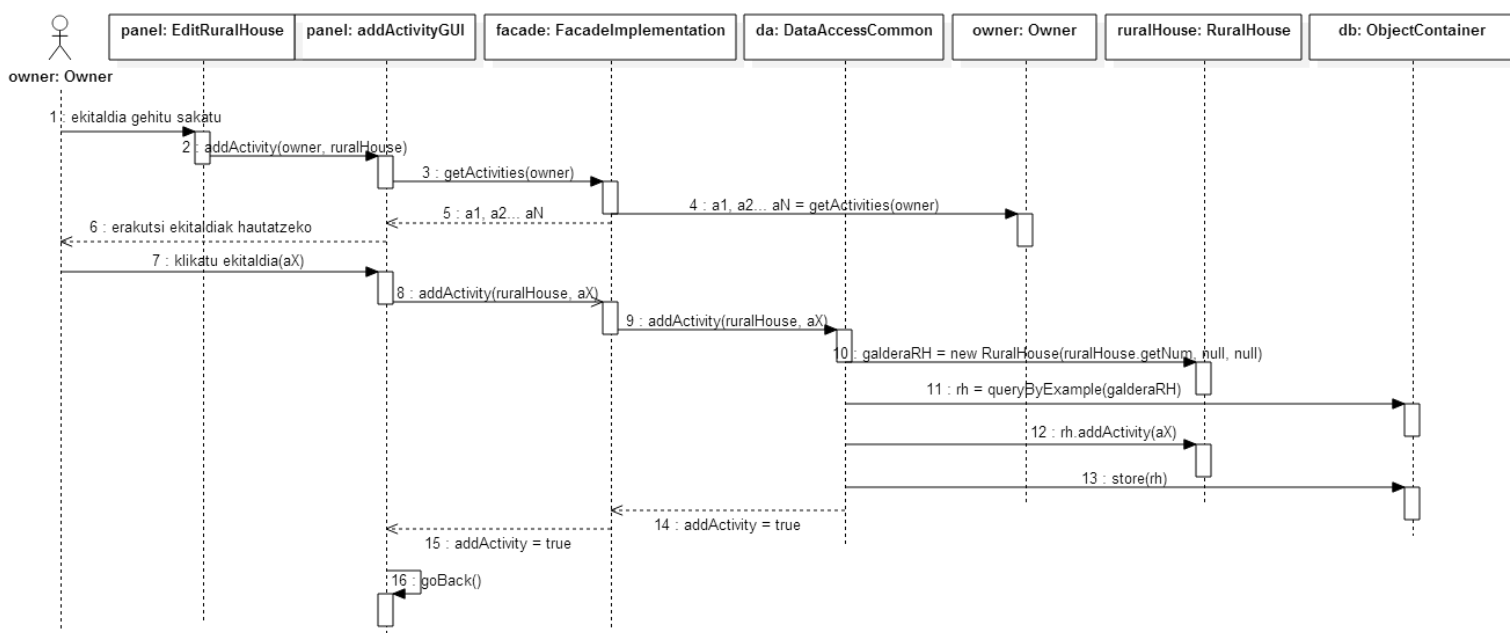 panel: EditRuralHouse
panel: addActivityGUI
facade: FacadeImplementation
da: DataAccessCommon
owner: Owner
ruralHouse: RuralHouse
db: ObjectContainer
owner: Owner
1 : ekitaldia gehitu sakatu
2 : addActivity(owner, ruralHouse)
3 : getActivities(owner)
4 : a1, a2... aN = getActivities(owner)
5 : a1, a2... aN
6 : erakutsi ekitaldiak hautatzeko
7 : klikatu ekitaldia(aX)
8 : addActivity(ruralHouse, aX)
9 : addActivity(ruralHouse, aX)
10 : galderaRH = new RuralHouse(ruralHouse.getNum, null, null)
11 : rh = queryByExample(galderaRH)
12 : rh.addActivity(aX)
13 : store(rh)
14 : addActivity = true
15 : addActivity = true
16 : goBack()